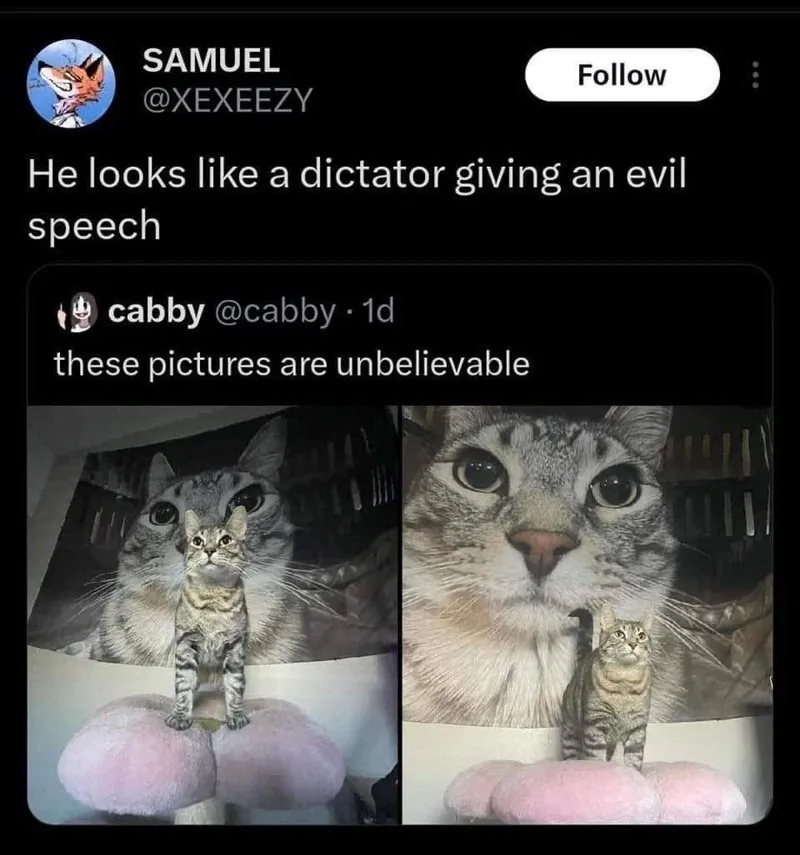 SAMUEL
@XEXEEZY
Follow
He looks like a dictator giving an evil
speech
cabby @cabby · 1d
these pictures are unbelievable